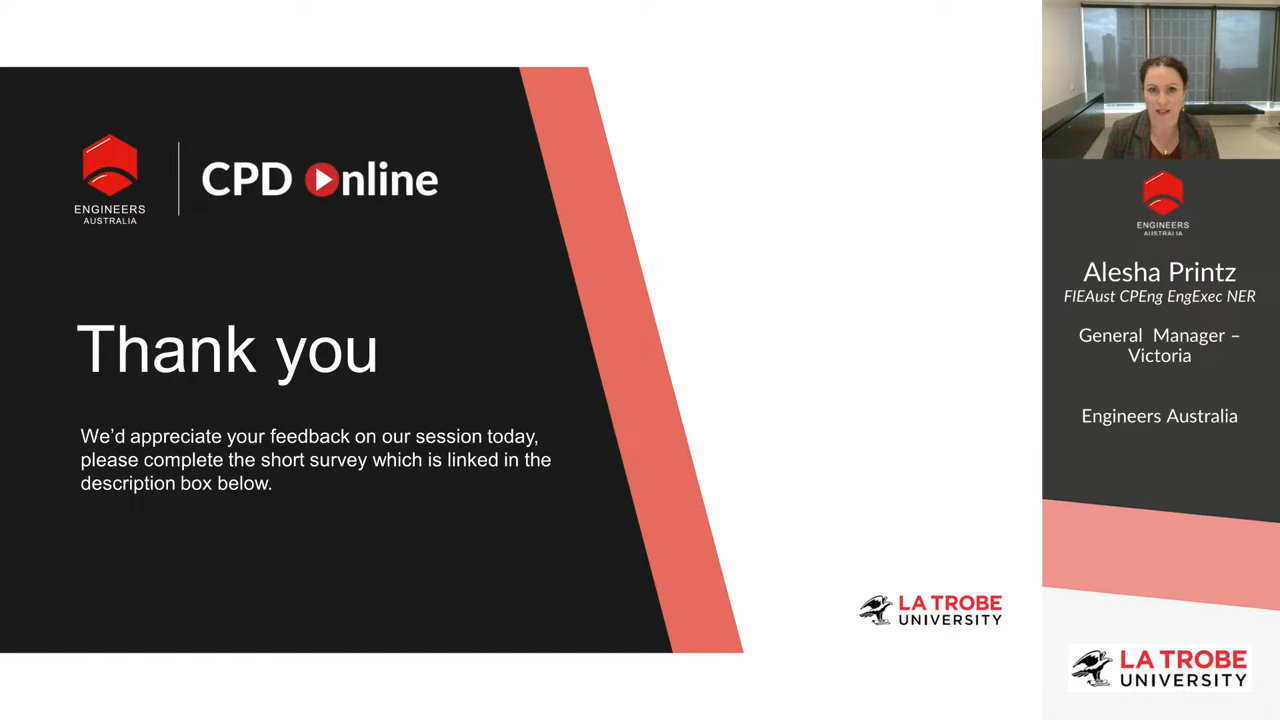 ENGINEERS
AUSTRALIA
CPD Online
Thank you
We’d appreciate your feedback on our session today,
please complete the short survey which is linked in the
description box below.
LA TROBE
UNIVERSITY
ENGINEERS
AUSTRALIA
Alesha Printz
FIEAust CPEng EngExec NER
General Manager –
Victoria
Engineers Australia
LA TROBE
UNIVERSITY